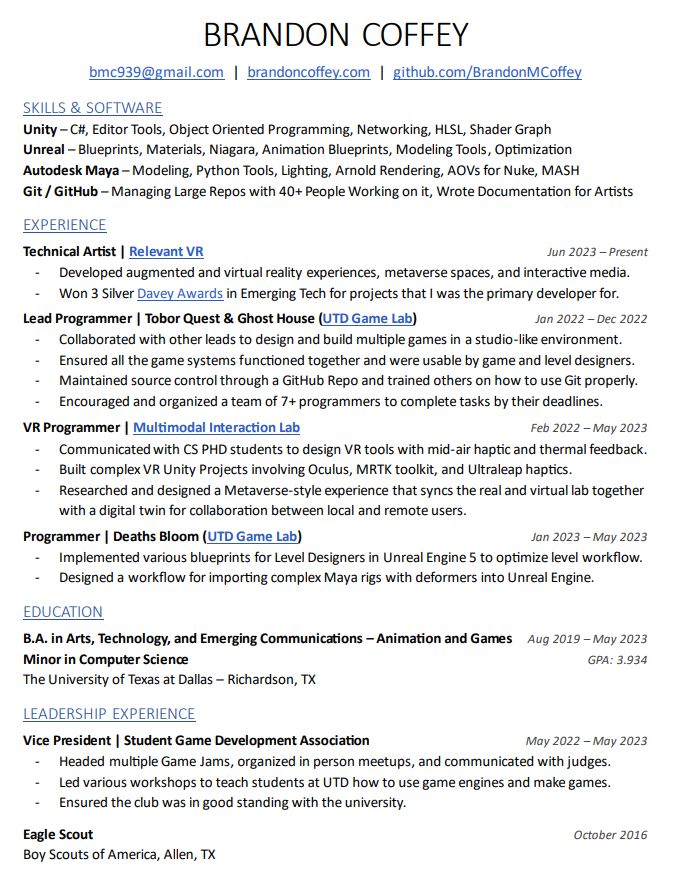 BRANDON COFFEY
bmc939@gmail.com | brandoncoffey.com | github.com/BrandonMCoffey
SKILLS & SOFTWARE
Unity – C#, Editor Tools, Object Oriented Programming, Networking, HLSL, Shader Graph
Unreal – Blueprints, Materials, Niagara, Animation Blueprints, Modeling Tools, Optimization
Autodesk Maya – Modeling, Python Tools, Lighting, Arnold Rendering, AOVs for Nuke, MASH
Git / GitHub – Managing Large Repos with 40+ People Working on it, Wrote Documentation for Artists
EXPERIENCE
Technical Artist | Relevant VR Jun 2023 – Present
- Developed augmented and virtual reality experiences, metaverse spaces, and interactive media.
- Won 3 Silver Davey Awards in Emerging Tech for projects that I was the primary developer for.
Lead Programmer | Tobor Quest & Ghost House (UTD Game Lab) Jan 2022 – Dec 2022
- Collaborated with other leads to design and build multiple games in a studio-like environment.
- Ensured all the game systems functioned together and were usable by game and level designers.
- Maintained source control through a GitHub Repo and trained others on how to use Git properly.
- Encouraged and organized a team of 7+ programmers to complete tasks by their deadlines.
VR Programmer | Multimodal Interaction Lab Feb 2022 – May 2023
- Communicated with CS PHD students to design VR tools with mid-air haptic and thermal feedback.
- Built complex VR Unity Projects involving Oculus, MRTK toolkit, and Ultraleap haptics.
- Researched and designed a Metaverse-style experience that syncs the real and virtual lab together
with a digital twin for collaboration between local and remote users.
Programmer | Deaths Bloom (UTD Game Lab) Jan 2023 – May 2023
- Implemented various blueprints for Level Designers in Unreal Engine 5 to optimize level workflow.
- Designed a workflow for importing complex Maya rigs with deformers into Unreal Engine.
EDUCATION
B.A. in Arts, Technology, and Emerging Communications – Animation and Games Aug 2019 – May 2023
Minor in Computer Science GPA: 3.934
The University of Texas at Dallas – Richardson, TX
LEADERSHIP EXPERIENCE
Vice President | Student Game Development Association May 2022 – May 2023
- Headed multiple Game Jams, organized in person meetups, and communicated with judges.
- Led various workshops to teach students at UTD how to use game engines and make games.
- Ensured the club was in good standing with the university.
Eagle Scout October 2016
Boy Scouts of America, Allen, TX